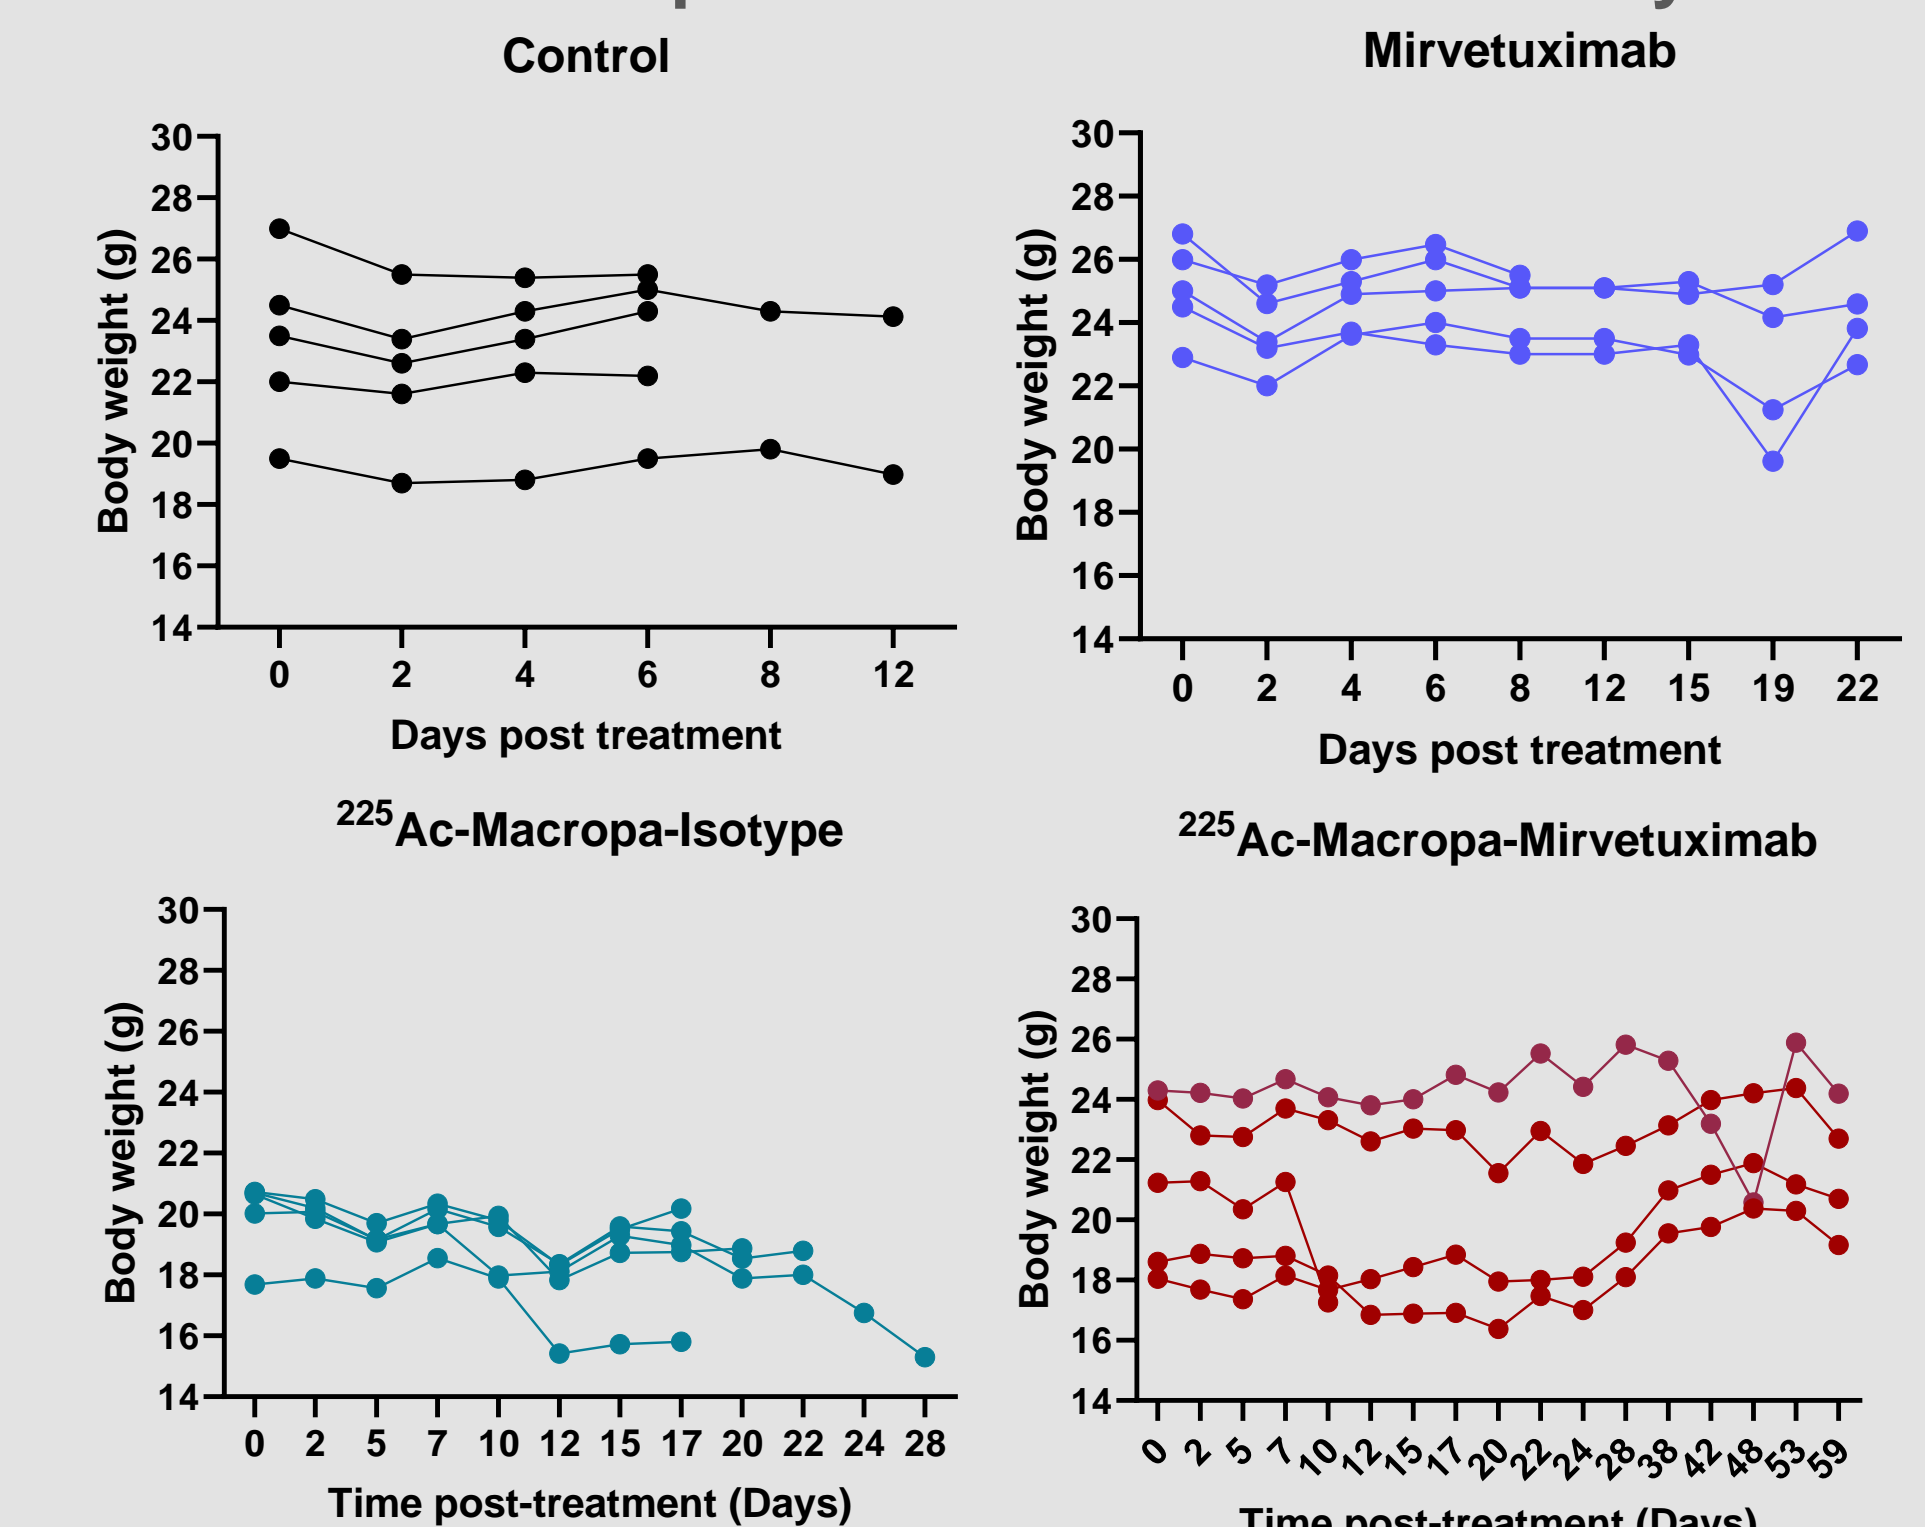 Control
30
28
26
24
22
20
18
16
14
Body weight (g)
0 2 4 6 8 12
Days post treatment
Mirvetuximab
30
28
26
24
22
20
18
16
14
Body weight (g)
0 2 4 6 8 12 15 19 22
Days post treatment
²²⁵Ac-Macropa-Isotype
30
28
26
24
22
20
18
16
14
Body weight (g)
0 2 5 7 10 12 15 17 20 22 24 28
Time post-treatment (Days)
²²⁵Ac-Macropa-Mirvetuximab
30
28
26
24
22
20
18
16
14
Body weight (g)
0 2 5 7 10 12 15 17 20 22 24 28 38 42 48 53 59
Time post-treatment (Days)